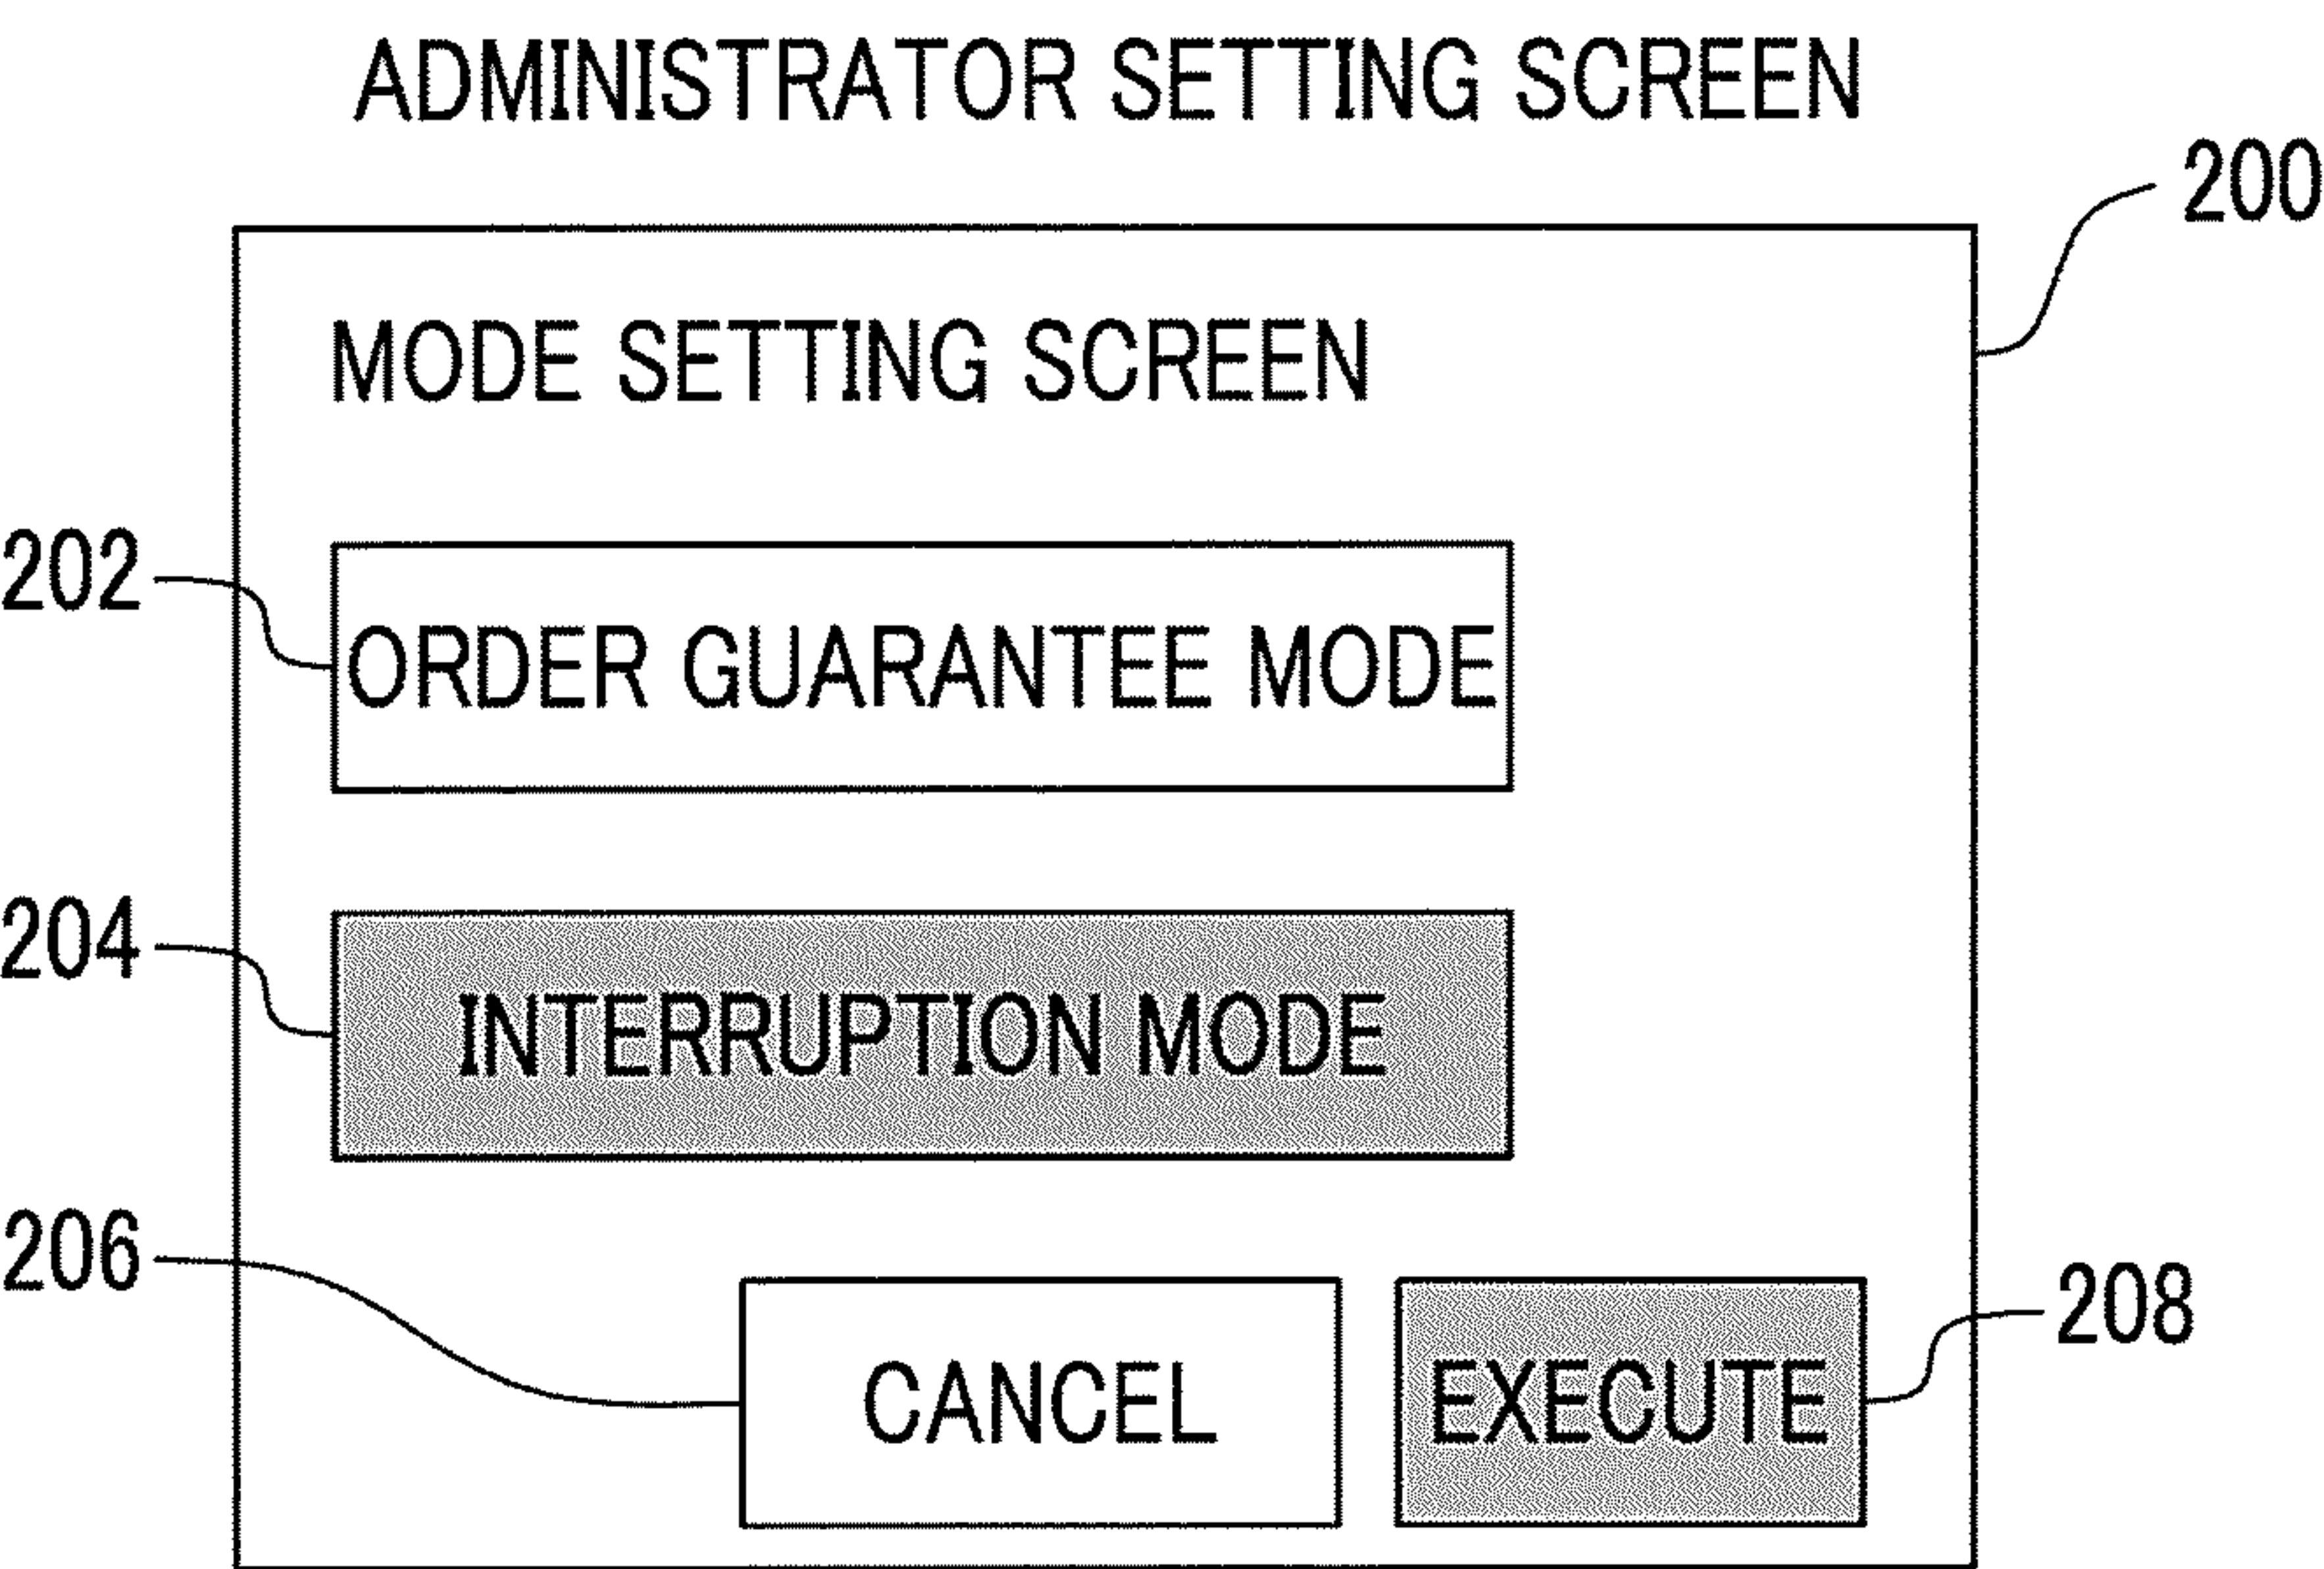 ADMINISTRATOR SETTING SCREEN
200
MODE SETTING SCREEN
202
ORDER GUARANTEE MODE
204
INTERRUPTION MODE
206
CANCEL
EXECUTE
208